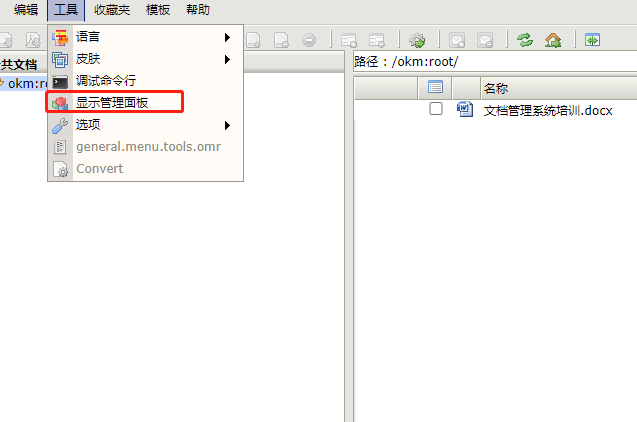 编辑 工具 收藏夹 模板 帮助
语言
皮肤
调试命令行
显示管理面板
选项
general.menu.tools.omr
Convert
共文档
okm:ro
路径：/okm:root/
名称
文档管理系统培训.docx